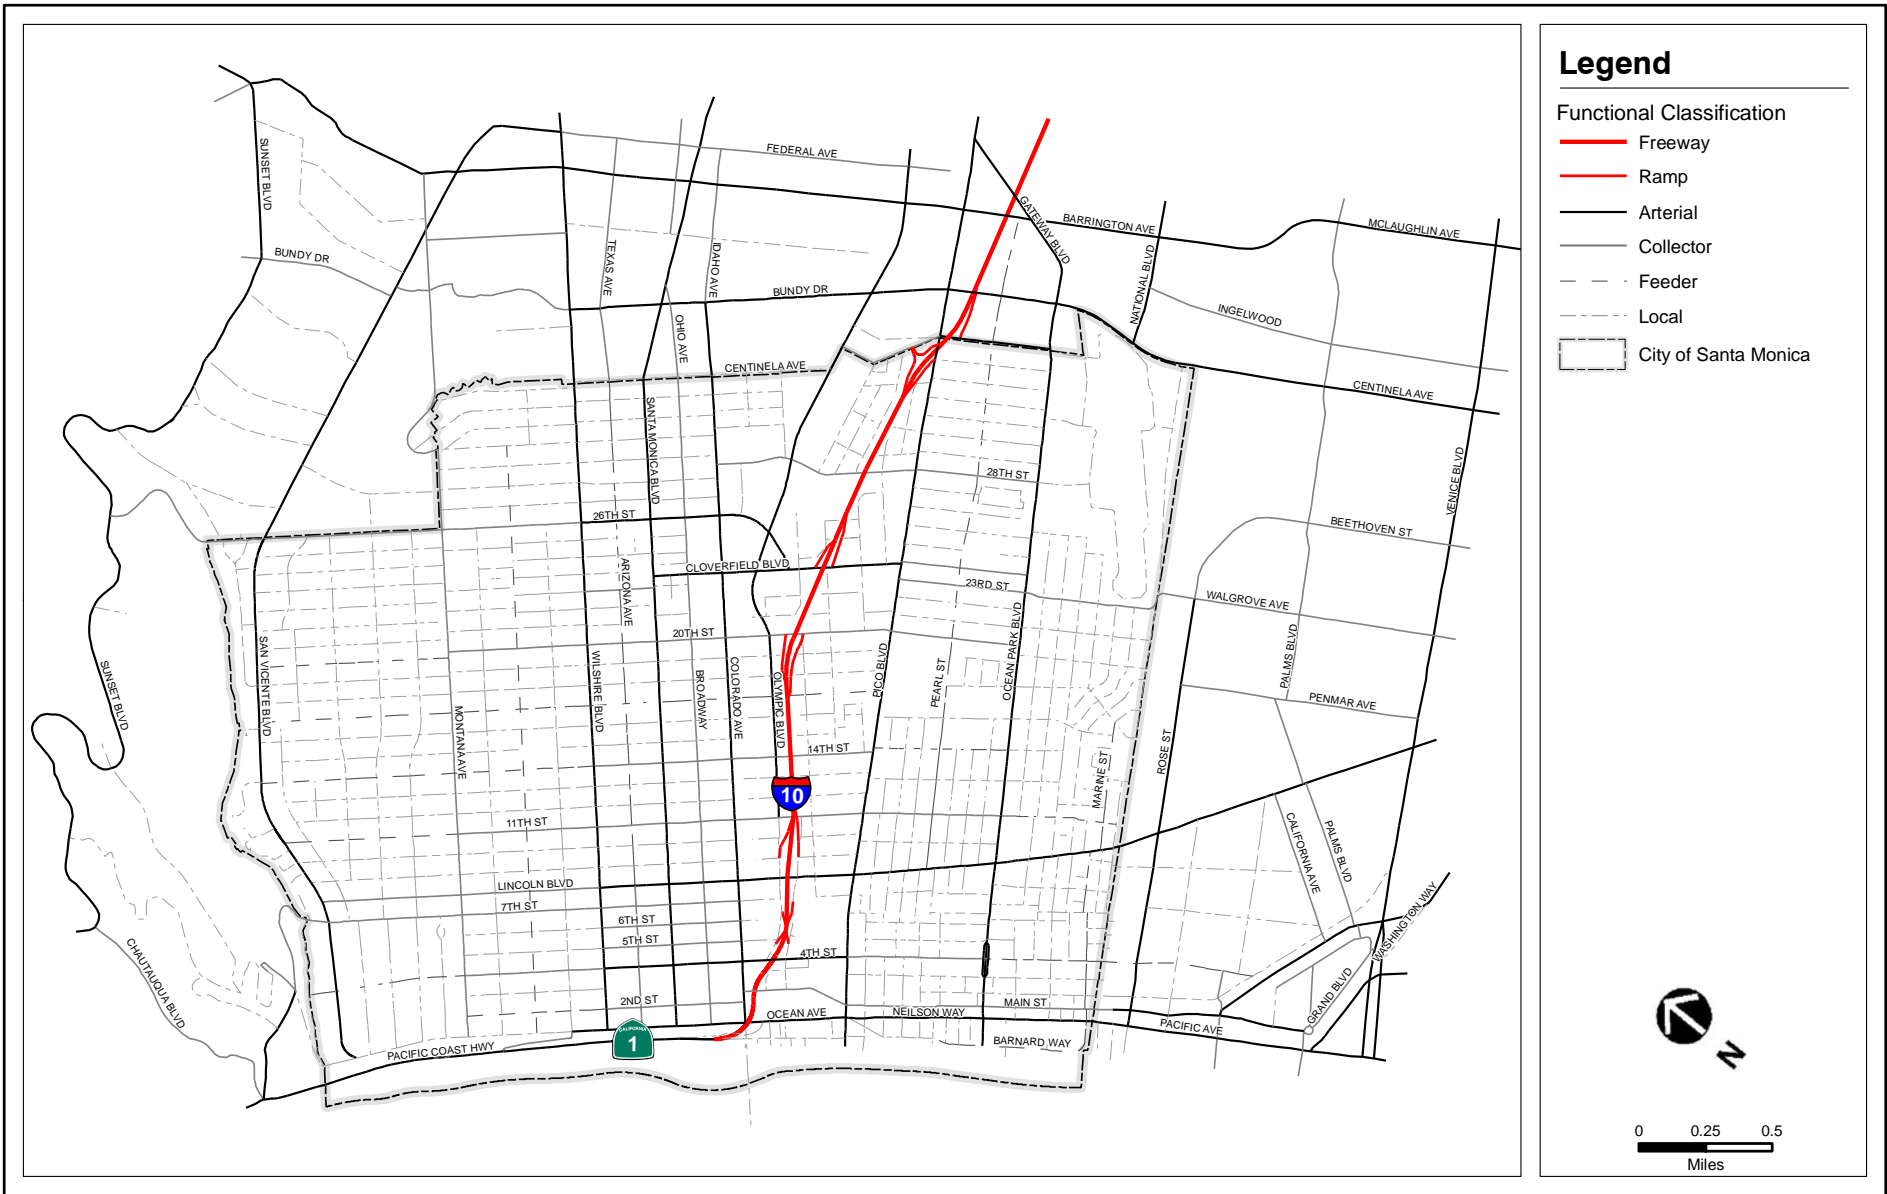 Legend
Functional Classification
Freeway
Ramp
Arterial
Collector
Feeder
Local
City of Santa Monica
SUNSET BLVD
FEDERAL AVE
BUNDY DR
TEXAS AVE
IDAHO AVE
GATEWAY BLVD
BARRINGTON AVE
MCLAUGHLIN AVE
NATIONAL BLVD
BUNDY DR
OHIO AVE
INGELWOOD
CENTINELA AVE
CENTINELA AVE
SANTA MONICA BLVD
28TH ST
VENICE BLVD
26TH ST
BEETHOVEN ST
CLOVERFIELD BLVD
ARIZONA AVE
23RD ST
WALGROVE AVE
20TH ST
SAN VICENTE BLVD
SUNSET BLVD
WILSHIRE BLVD
BROADWAY
COLORADO AVE
OLYMPIC BLVD
PICO BLVD
PEARL ST
OCEAN PARK BLVD
PALMS BLVD
PENMAR AVE
MONTANA AVE
14TH ST
MARINE ST
ROSE ST
10
11TH ST
CALIFORNIA AVE
PALMS BLVD
LINCOLN BLVD
7TH ST
6TH ST
5TH ST
4TH ST
WASHINGTON WAY
CHAUTAUQUA BLVD
GRAND BLVD
2ND ST
MAIN ST
OCEAN AVE
NEILSON WAY
PACIFIC AVE
CALIFORNIA
1
PACIFIC COAST HWY
BARNARD WAY
N
0 0.25 0.5
Miles